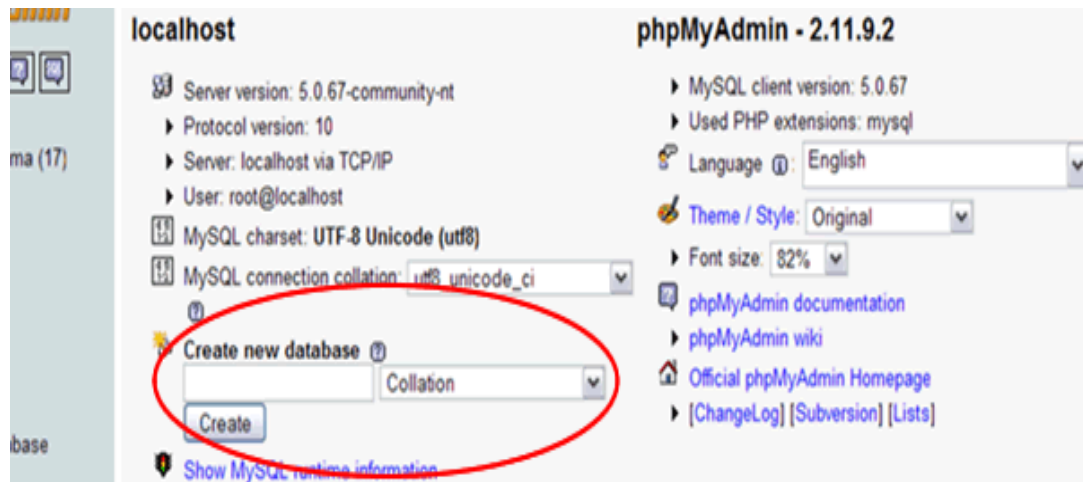 localhost
Server version: 5.0.67-community-nt
Protocol version: 10
Server: localhost via TCP/IP
User: root@localhost
MySQL charset: UTF-8 Unicode (utf8)
MySQL connection collation: utf8_unicode_ci
Create new database
Collation
Create
Show MySQL runtime information
phpMyAdmin - 2.11.9.2
MySQL client version: 5.0.67
Used PHP extensions: mysql
Language : English
Theme / Style: Original
Font size: 82%
phpMyAdmin documentation
phpMyAdmin wiki
Official phpMyAdmin Homepage
[ChangeLog] [Subversion] [Lists]
ma (17)
abase